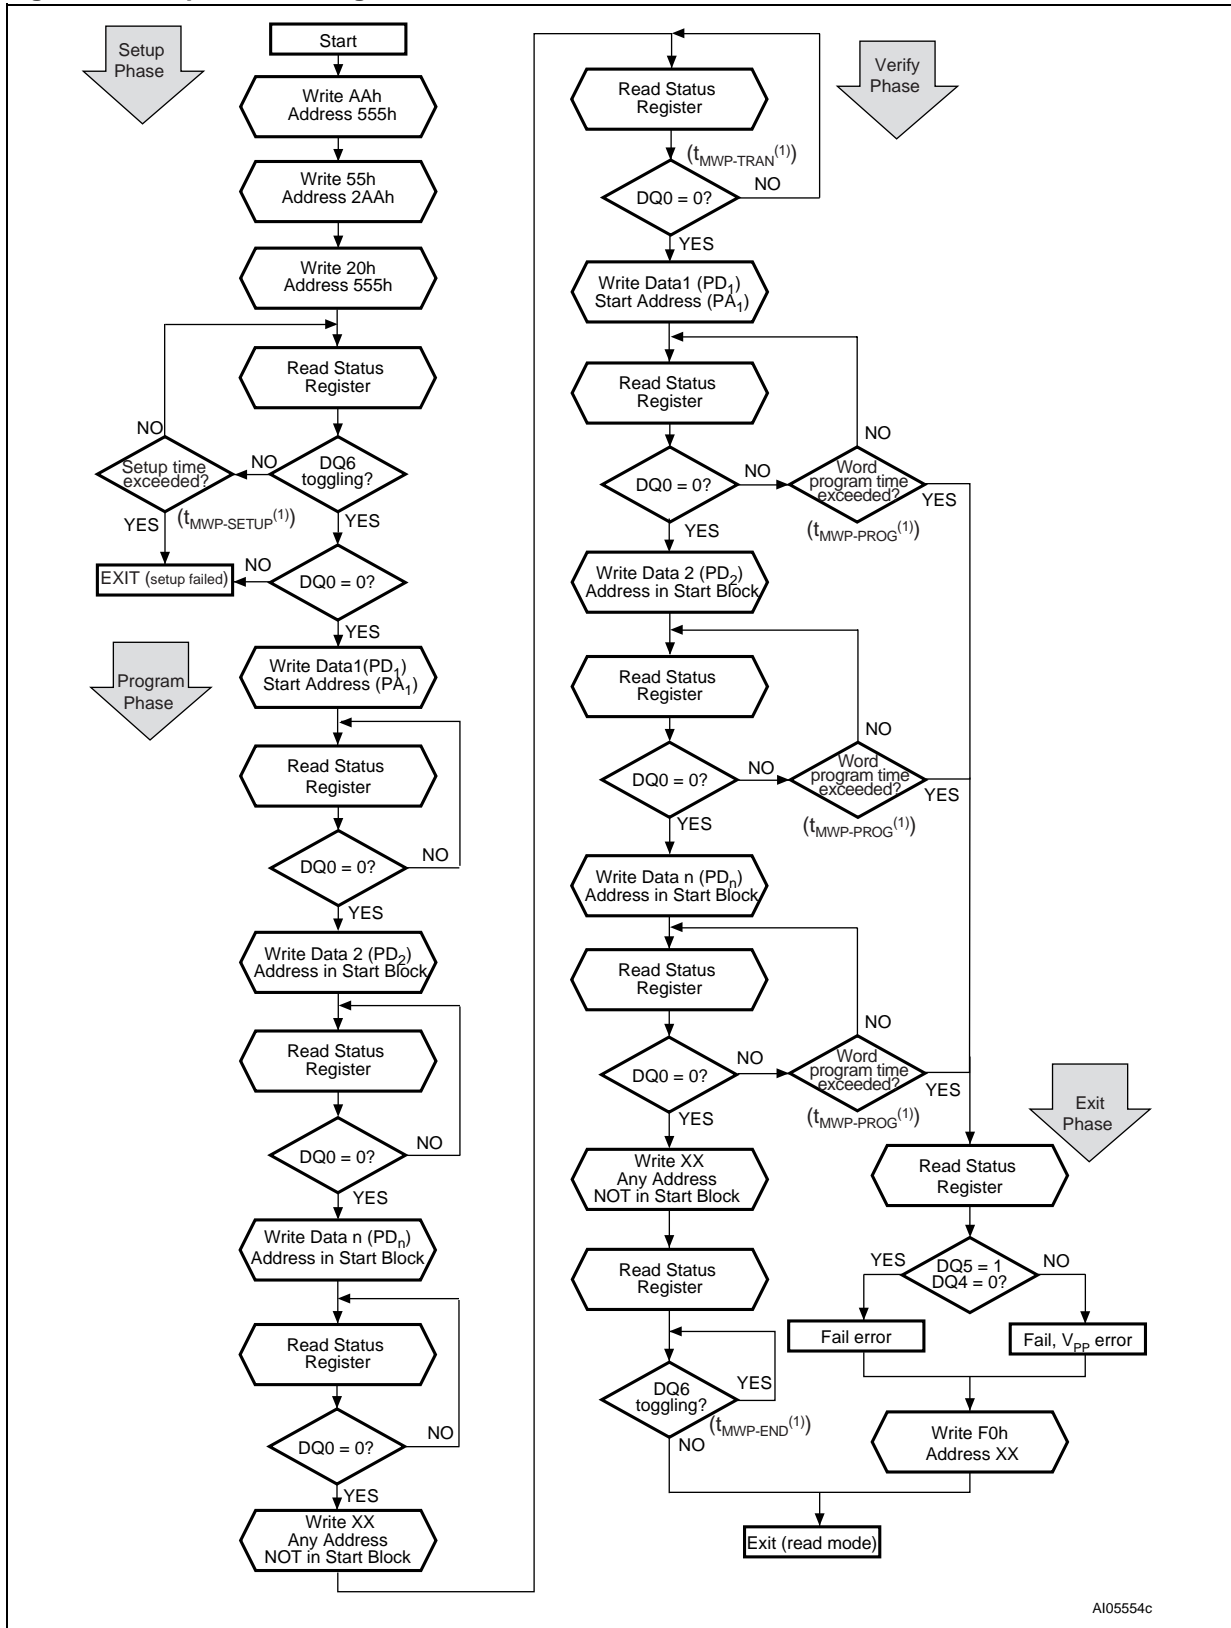 Setup
Phase
Start
Write AAh
Address 555h
Write 55h
Address 2AAh
Write 20h
Address 555h
Read Status
Register
NO
Setup time
exceeded?
NO
DQ6
toggling?
YES
(tMWP-SETUP(1))
YES
EXIT (setup failed)
NO
DQ0 = 0?
YES
Program
Phase
Write Data1(PD1)
Start Address (PA1)
Read Status
Register
DQ0 = 0?
NO
YES
Write Data 2 (PD2)
Address in Start Block
Read Status
Register
DQ0 = 0?
NO
YES
Write Data n (PDn)
Address in Start Block
Read Status
Register
DQ0 = 0?
NO
YES
Write XX
Any Address
NOT in Start Block
Verify
Phase
Read Status
Register
(tMWP-TRAN(1))
DQ0 = 0?
NO
YES
Write Data1 (PD1)
Start Address (PA1)
Read Status
Register
NO
DQ0 = 0?
NO
Word
program time
exceeded?
YES
(tMWP-PROG(1))
YES
Write Data 2 (PD2)
Address in Start Block
Read Status
Register
NO
DQ0 = 0?
NO
Word
program time
exceeded?
YES
(tMWP-PROG(1))
YES
Write Data n (PDn)
Address in Start Block
Read Status
Register
NO
DQ0 = 0?
NO
Word
program time
exceeded?
YES
(tMWP-PROG(1))
YES
Write XX
Any Address
NOT in Start Block
Read Status
Register
DQ6
toggling?
YES
(tMWP-END(1))
NO
Exit
Phase
Read Status
Register
YES
DQ5 = 1
DQ4 = 0?
NO
Fail error
Fail, VPP error
Write F0h
Address XX
Exit (read mode)
AI05554c